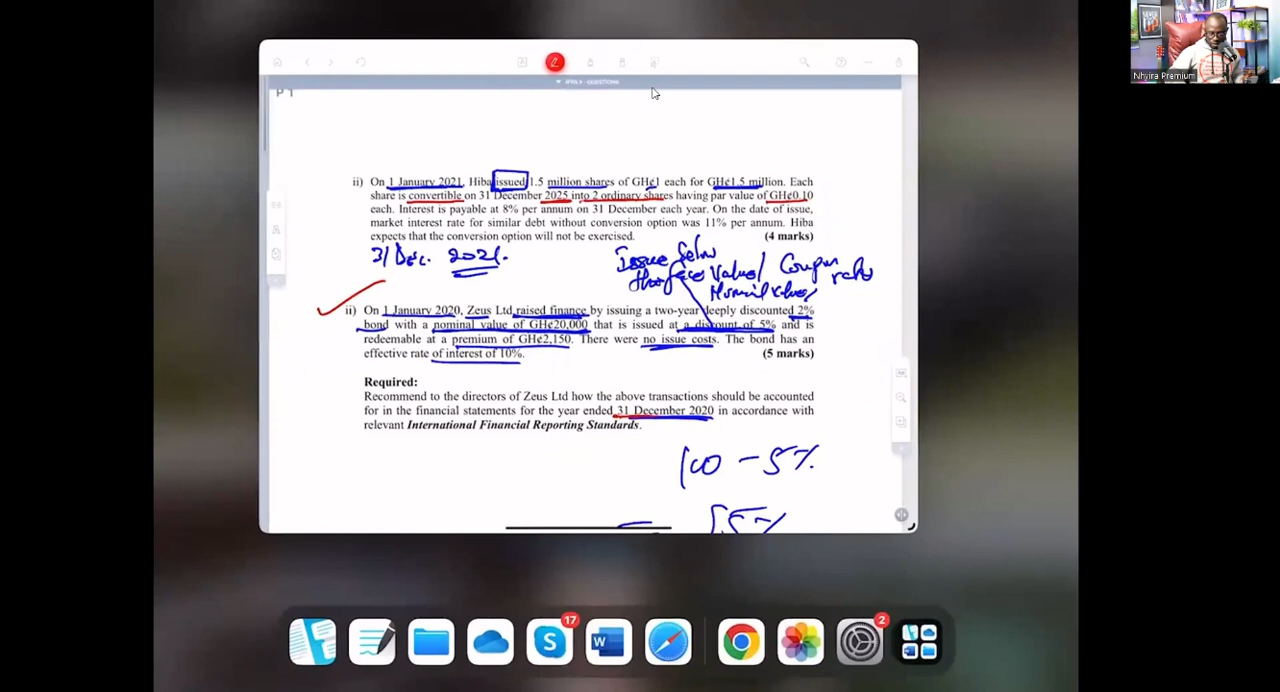 IFRS 9 - QUESTIONS
ii) On 1 January 2021, Hiba issued 1.5 million shares of GH¢1 each for GH¢1.5 million. Each
share is convertible on 31 December 2025 into 2 ordinary shares having par value of GH¢0.10
each. Interest is payable at 8% per annum on 31 December each year. On the date of issue,
market interest rate for similar debt without conversion option was 11% per annum. Hiba
expects that the conversion option will not be exercised. (4 marks)
31 Dec. 2021.
Issue below
the face Value/ Coupon rate
Nominal value/
ii) On 1 January 2020, Zeus Ltd raised finance by issuing a two-year deeply discounted 2%
bond with a nominal value of GH¢20,000 that is issued at a discount of 5% and is
redeemable at a premium of GH¢2,150. There were no issue costs. The bond has an
effective rate of interest of 10%. (5 marks)
Required:
Recommend to the directors of Zeus Ltd how the above transactions should be accounted
for in the financial statements for the year ended 31 December 2020 in accordance with
relevant International Financial Reporting Standards.
100 - 5%
Nhyira Premium
17
2
S
W